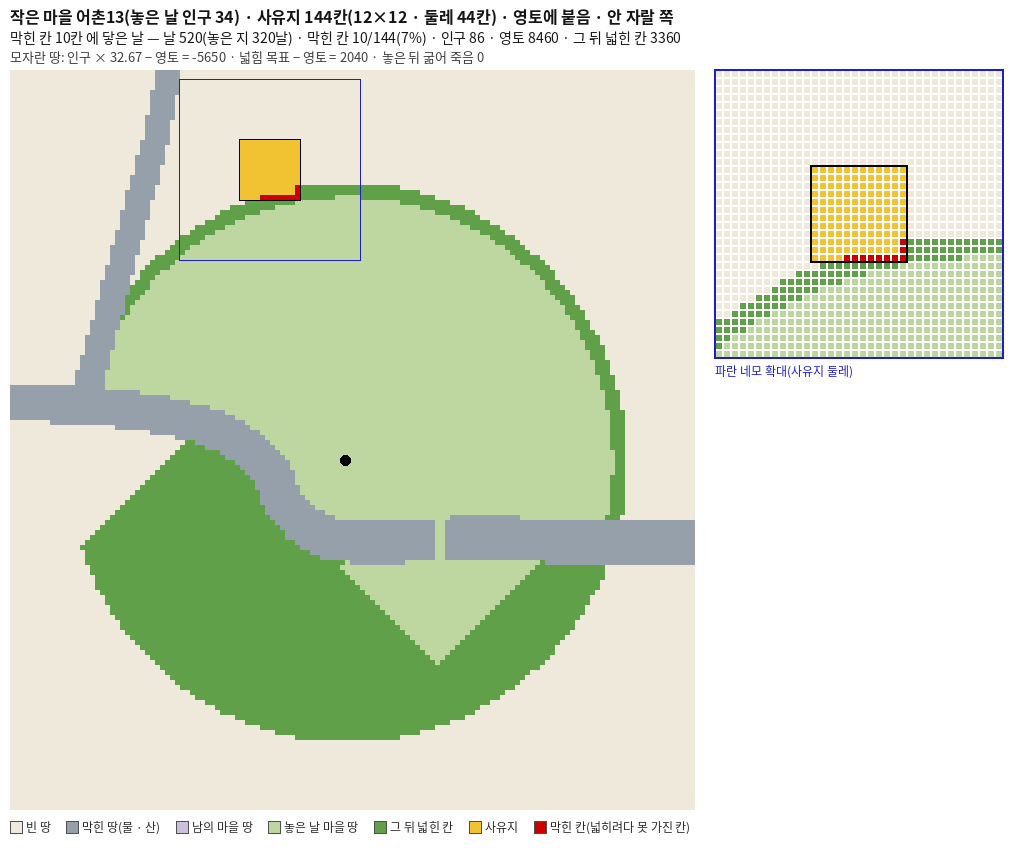 작은 마을 어촌13(놓은 날 인구 34) · 사유지 144칸(12×12 · 둘레 44칸) · 영토에 붙음 · 안 자랄 쪽
막힌 칸 10칸 에 닿은 날 — 날 520(놓은 지 320날) · 막힌 칸 10/144(7%) · 인구 86 · 영토 8460 · 그 뒤 넓힌 칸 3360
모자란 땅: 인구 × 32.67 − 영토 = -5650 · 넓힘 목표 − 영토 = 2040 · 놓은 뒤 굶어 죽음 0
파란 네모 확대(사유지 둘레)
빈 땅 막힌 땅(물 · 산) 남의 마을 땅 놓은 날 마을 땅 그 뒤 넓힌 칸 사유지 막힌 칸(넓히려다 못 가진 칸)